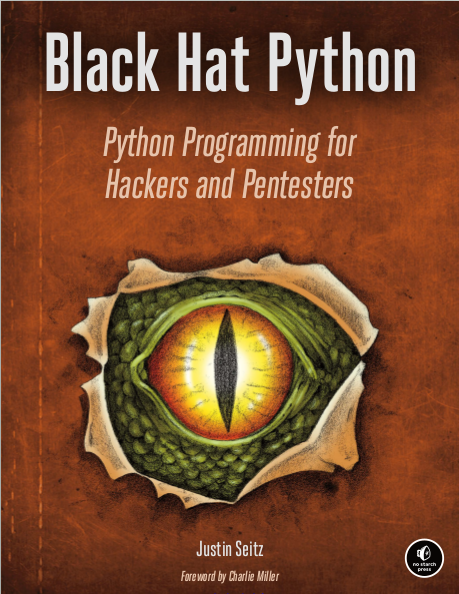 Black Hat Python
Python Programming for
Hackers and Pentesters
Justin Seitz
Foreword by Charlie Miller
no starch
press